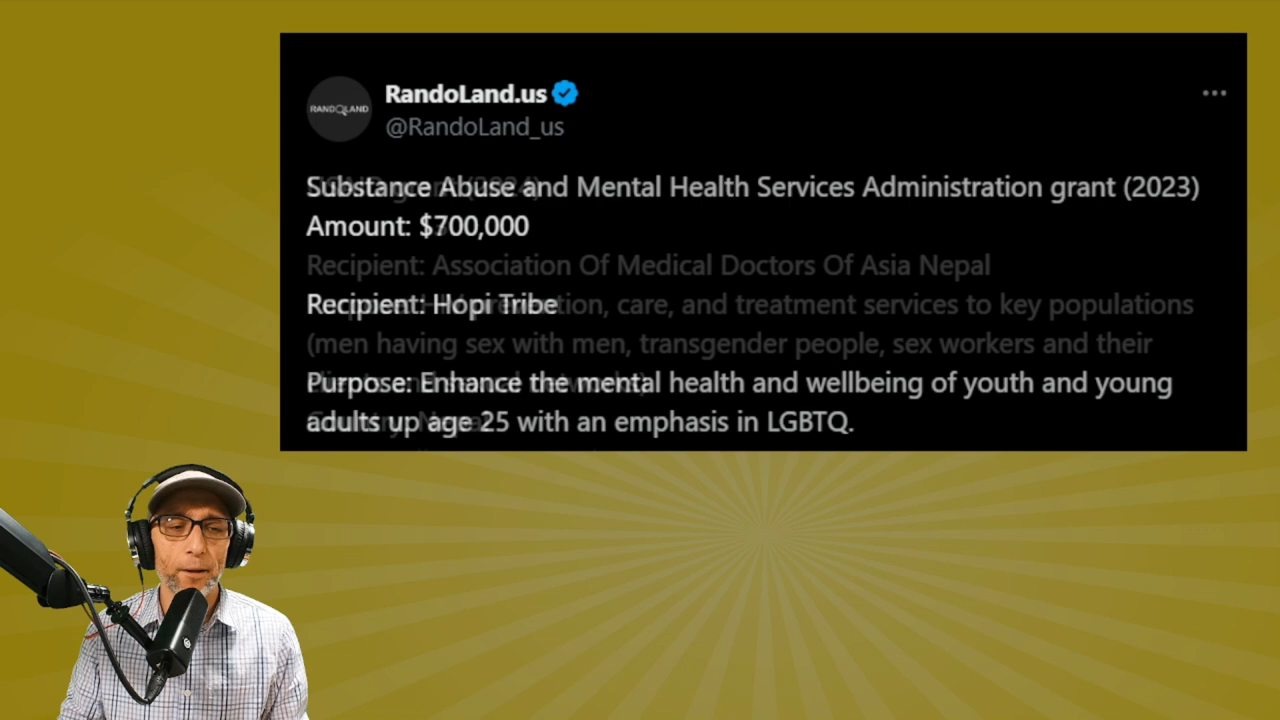 RANDOLAND
RandoLand.us
@RandoLand_us
Substance Abuse and Mental Health Services Administration grant (2023)
Amount: $700,000
Recipient: Association Of Medical Doctors Of Asia Nepal
Recipient: Hopi Tribe
care, and treatment services to key populations
(men having sex with men, transgender people, sex workers and their
Purpose: Enhance the mental health and wellbeing of youth and young
adults up age 25 with an emphasis in LGBTQ.